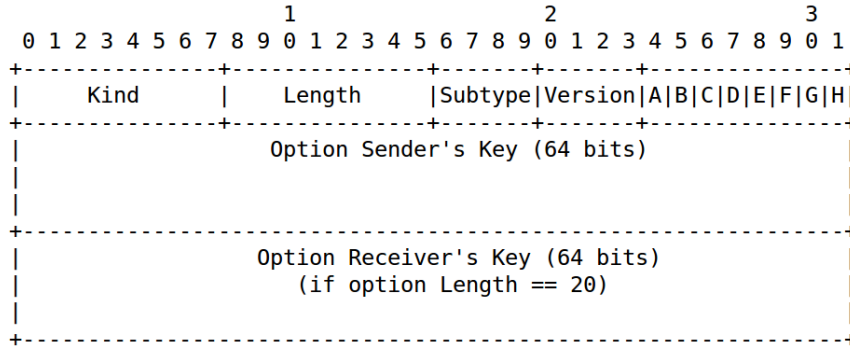 1                   2                   3
 0 1 2 3 4 5 6 7 8 9 0 1 2 3 4 5 6 7 8 9 0 1 2 3 4 5 6 7 8 9 0 1
+---------------+---------------+-------+-------+---------------+
|     Kind      |    Length     |Subtype|Version|A|B|C|D|E|F|G|H|
+---------------+---------------+-------+-------+---------------+
|                   Option Sender's Key (64 bits)               |
|                                                               |
|                                                               |
+---------------------------------------------------------------+
|                  Option Receiver's Key (64 bits)              |
|                     (if option Length == 20)                  |
|                                                               |
+---------------------------------------------------------------+